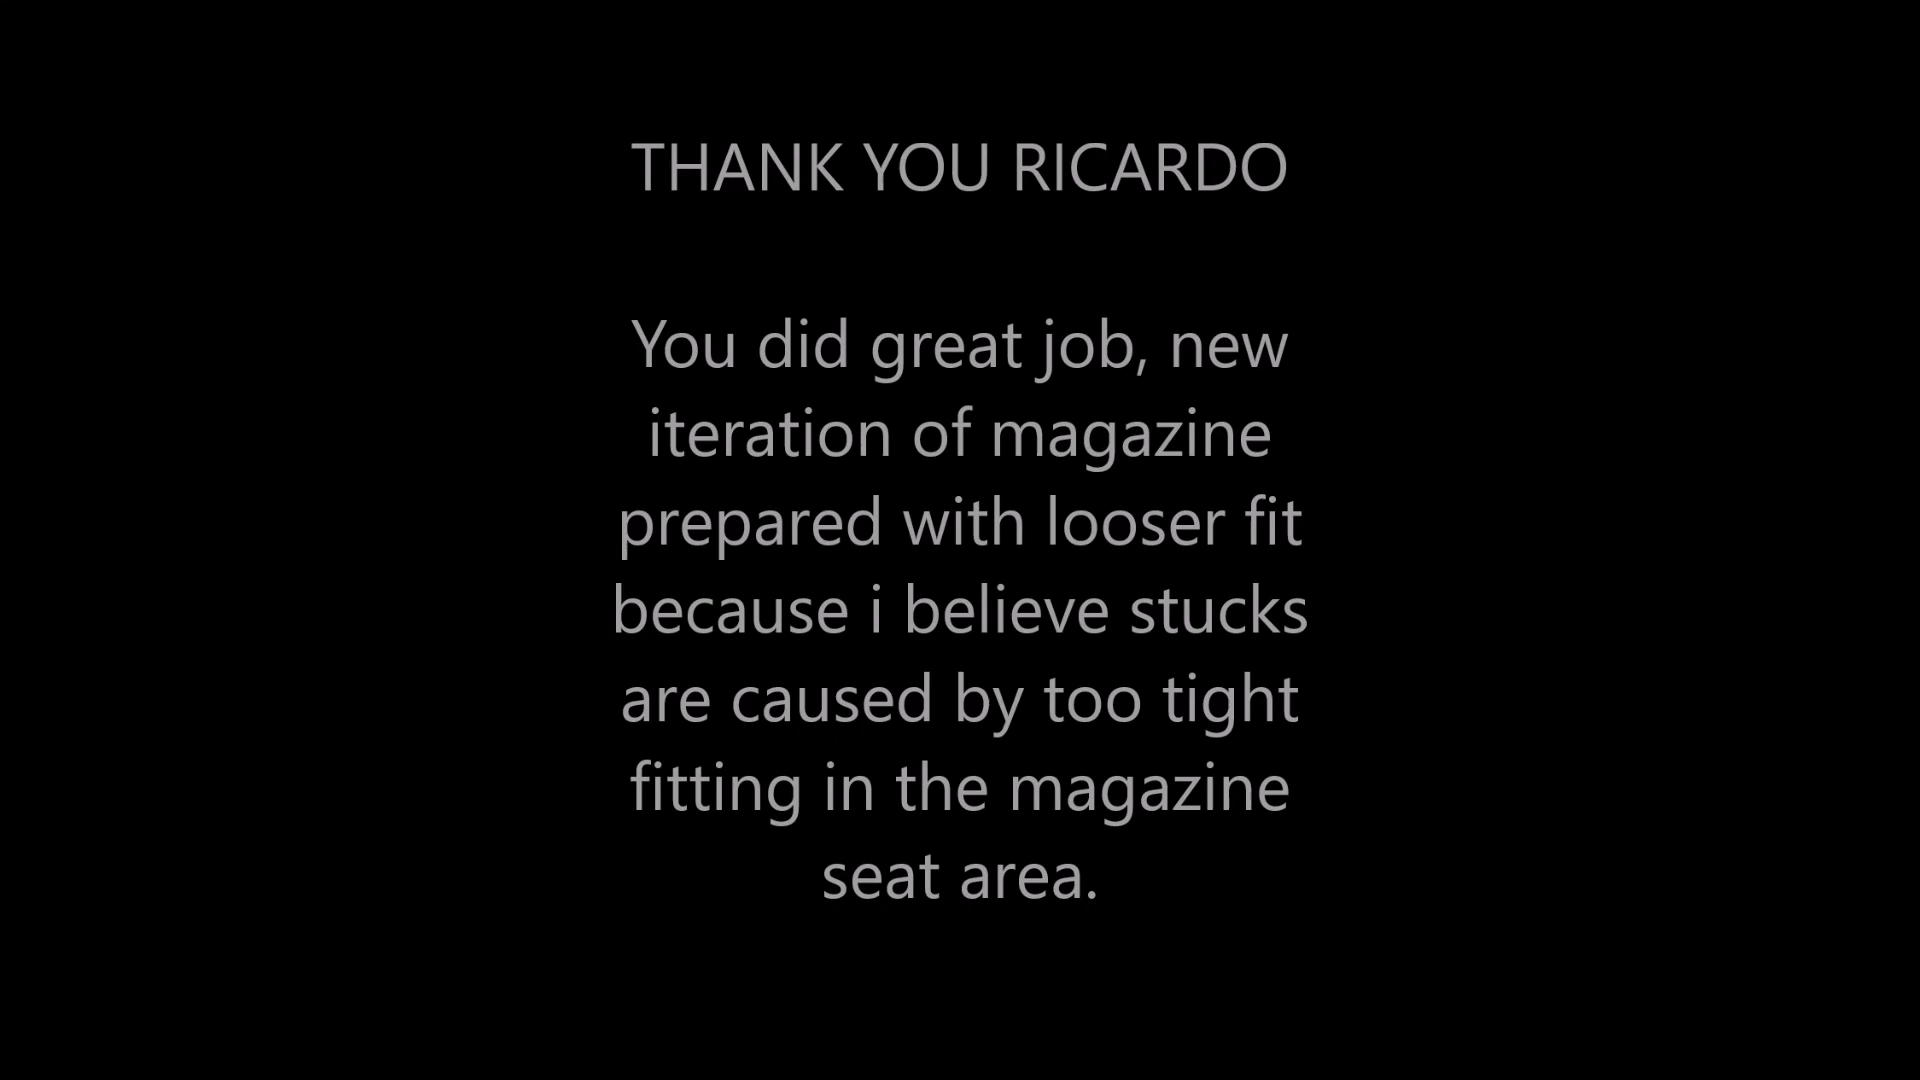 THANK YOU RICARDO
You did great job, new
iteration of magazine
prepared with looser fit
because i believe stucks
are caused by too tight
fitting in the magazine
seat area.